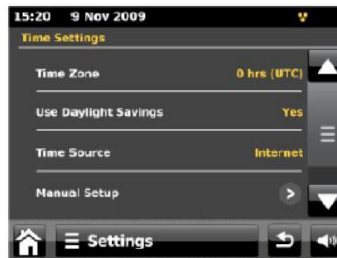 15:20 9 Nov 2009
Time Settings
Time Zone 0 hrs (UTC)
Use Daylight Savings Yes
Time Source Internet
Manual Setup
Settings